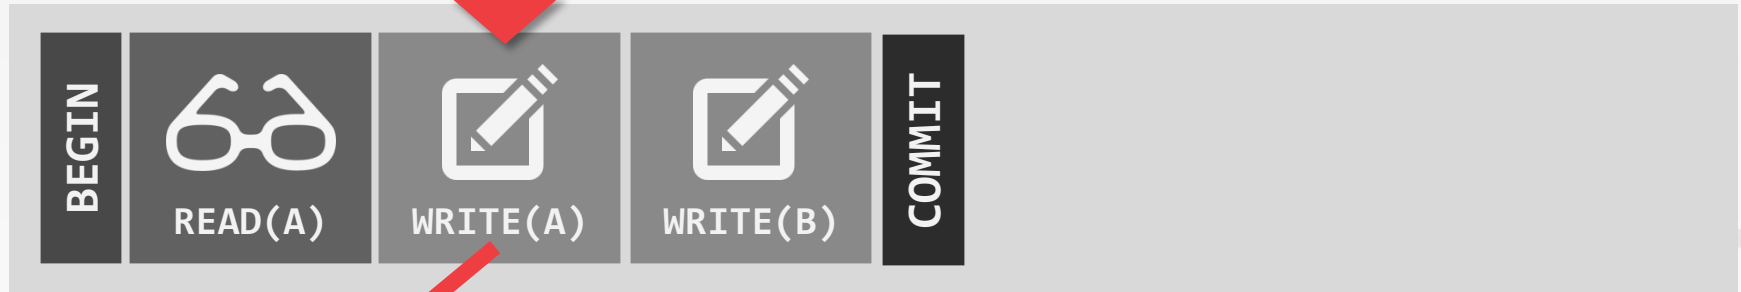 BEGIN
READ(A)
WRITE(A)
WRITE(B)
COMMIT